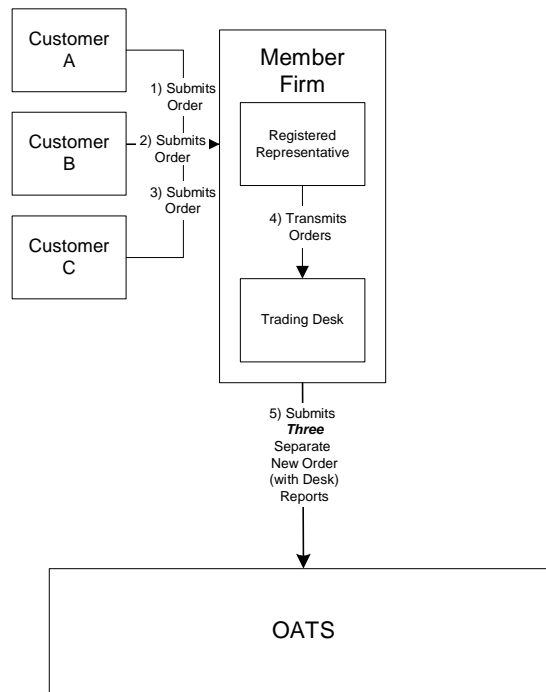 Customer
A
1) Submits
Order
Customer
B
2) Submits
Order
3) Submits
Order
Customer
C
Member
Firm
Registered
Representative
4) Transmits
Orders
Trading Desk
5) Submits
Three
Separate
New Order
(with Desk)
Reports
OATS